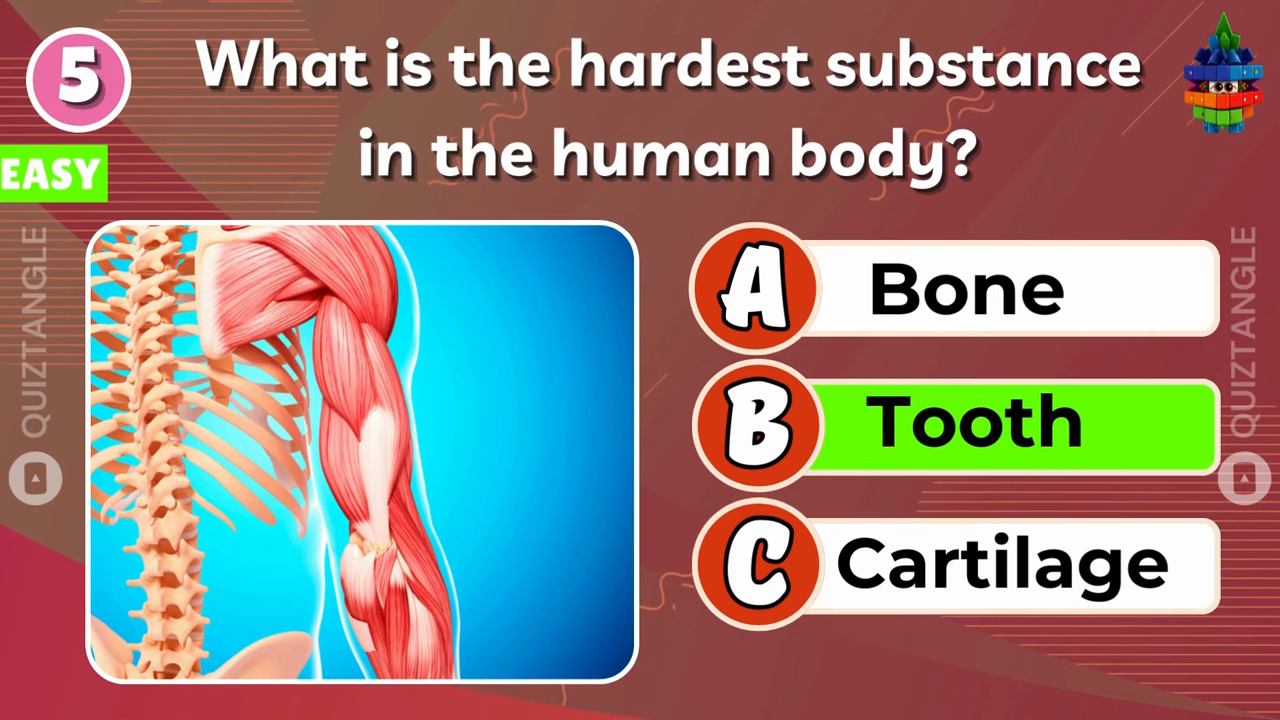 5
What is the hardest substance
in the human body?
EASY
A Bone
B Tooth
C Cartilage
QUIZTANGLE
QUIZTANGLE